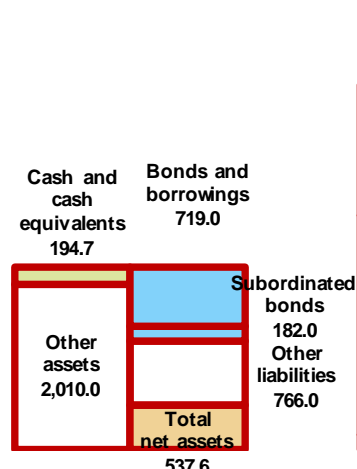 Cash and
cash
equivalents
194.7
Bonds and
borrowings
719.0
Subordinated
bonds
182.0
Other
assets
2,010.0
Other
liabilities
766.0
Total
net assets
537.6